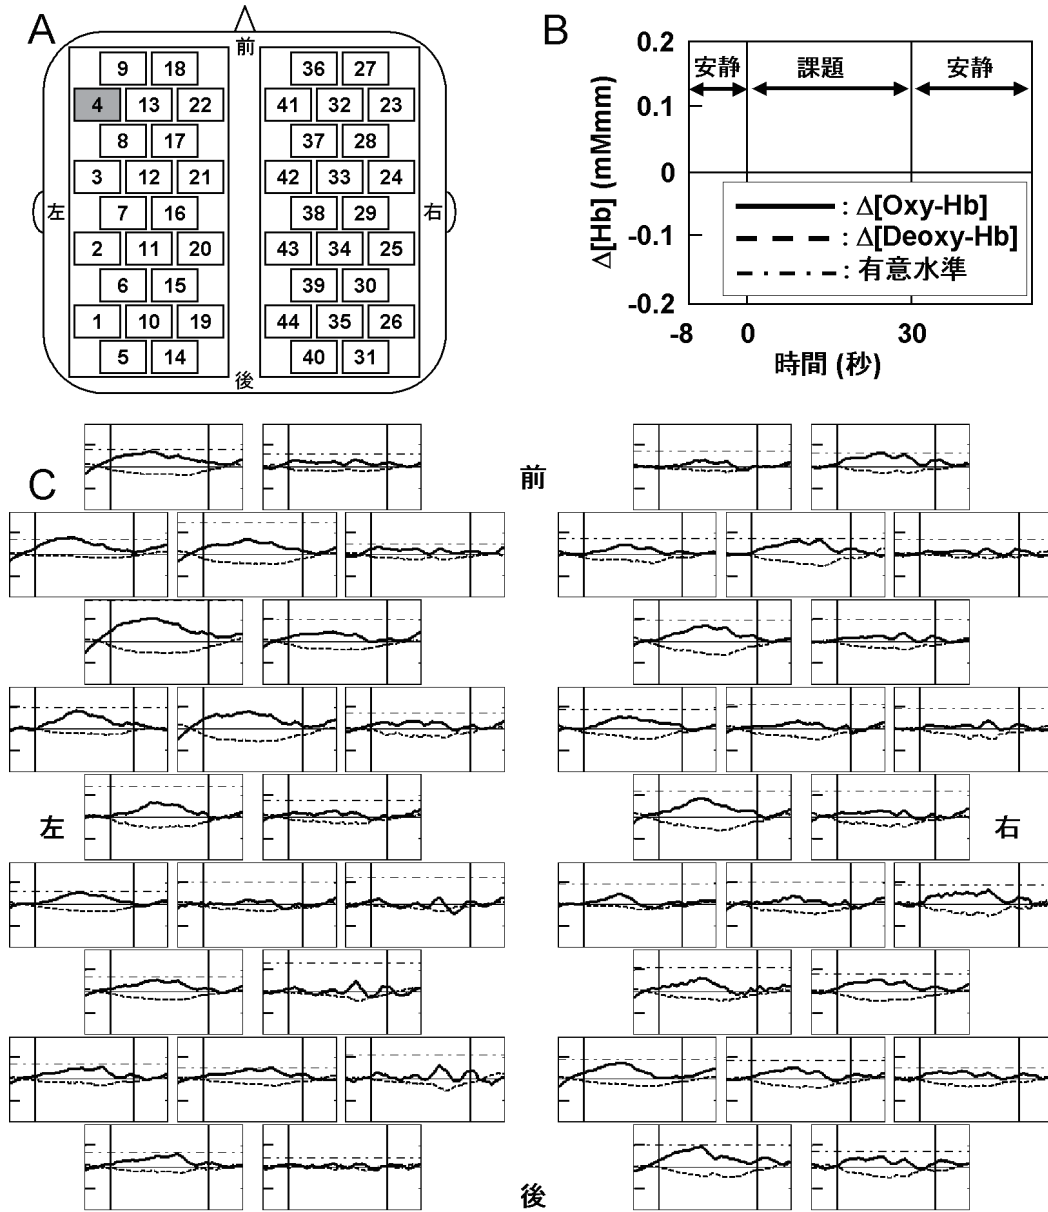 A
前
9 18
36 27
4 13 22
41 32 23
8 17
37 28
3 12 21
42 33 24
左
7 16
38 29
右
2 11 20
43 34 25
6 15
39 30
1 10 19
44 35 26
5 14
40 31
後
B
0.2
0.1
0
-0.1
-0.2
Δ[Hb] (mMmm)
安静
課題
安静
: Δ[Oxy-Hb]
: Δ[Deoxy-Hb]
: 有意水準
-8 0 30
時間 (秒)
C
前
左
右
後